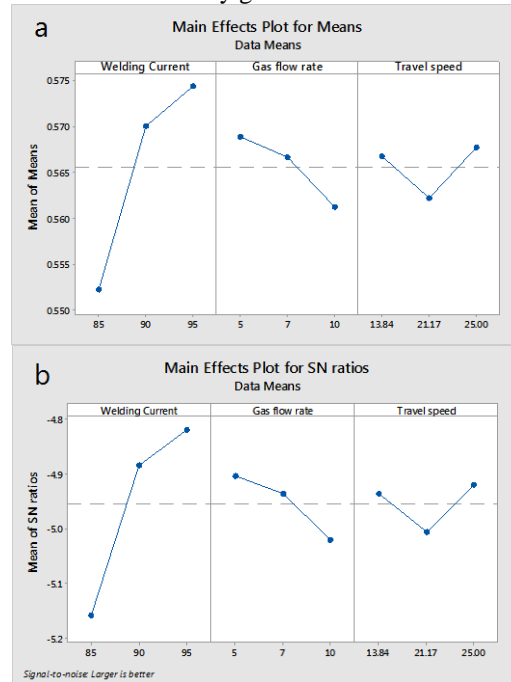 a
Main Effects Plot for Means
Data Means
Welding Current Gas flow rate Travel speed
Mean of Means
0.575
0.570
0.565
0.560
0.555
0.550
85 90 95 5 7 10 13.84 21.17 25.00
b
Main Effects Plot for SN ratios
Data Means
Welding Current Gas flow rate Travel speed
Mean of SN ratios
-4.8
-4.9
-5.0
-5.1
-5.2
85 90 95 5 7 10 13.84 21.17 25.00
Signal-to-noise: Larger is better